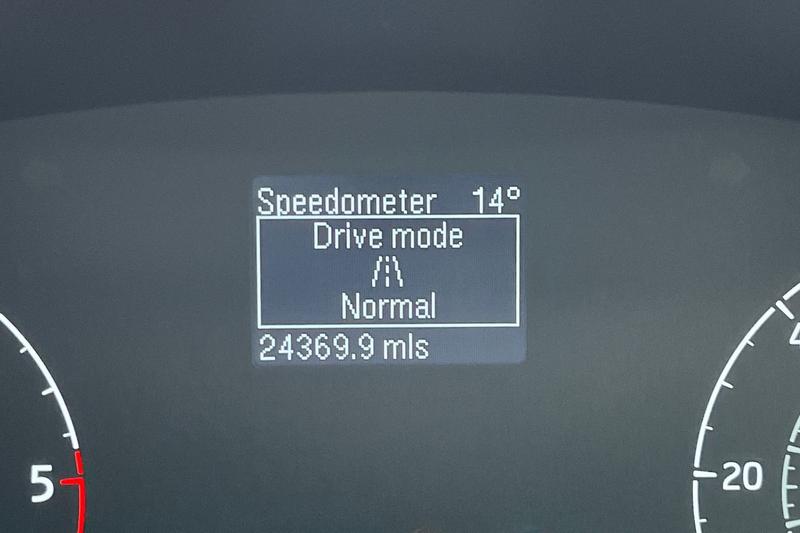 Speedometer 14°
Drive mode
Normal
24369.9 mls
5
20